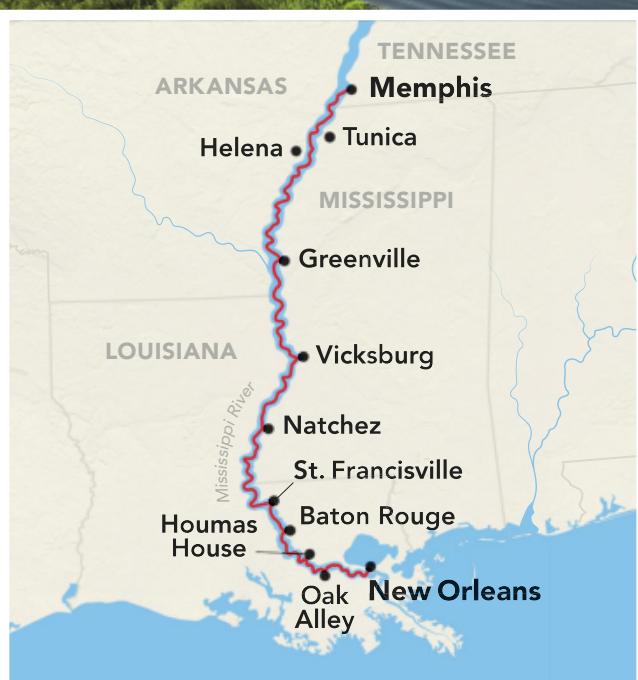 TENNESSEE
ARKANSAS
Memphis
Tunica
Helena
MISSISSIPPI
Greenville
LOUISIANA
Vicksburg
Mississippi River
Natchez
St. Francisville
Baton Rouge
Houmas
House
New Orleans
Oak
Alley